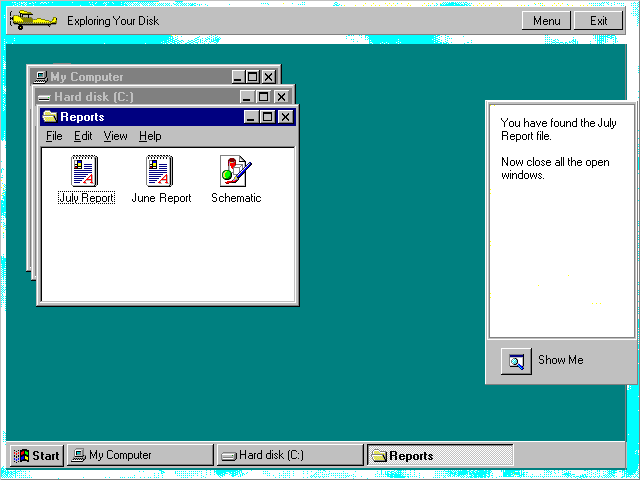 Exploring Your Disk
Menu
Exit
My Computer
Hard disk (C:)
Reports
File Edit View Help
July Report
June Report
Schematic
You have found the July
Report file.
Now close all the open
windows.
Show Me
Start
My Computer
Hard disk (C:)
Reports